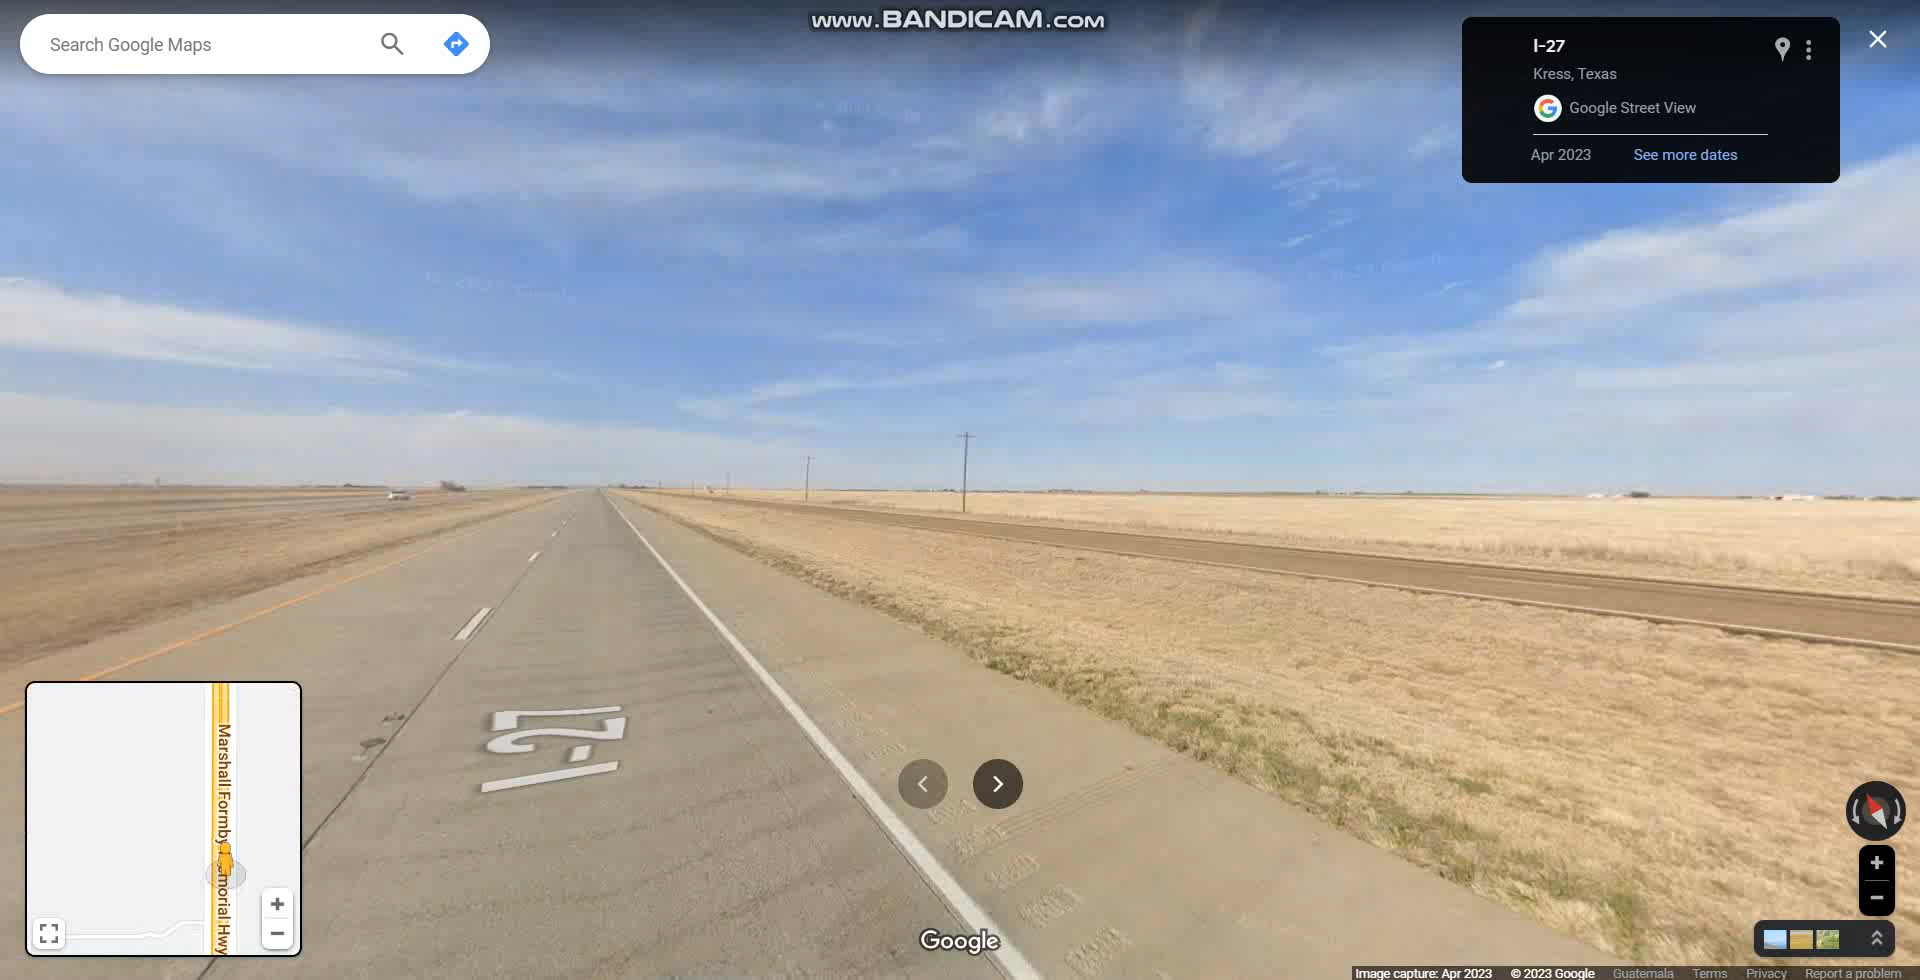 www.BANDICAM.com
Search Google Maps
I-27
Kress, Texas
Google Street View
Apr 2023 See more dates
I-27
Marshall Formby Memorial Hwy
Google
Image capture: Apr 2023 © 2023 Google Guatemala Terms Privacy Report a problem